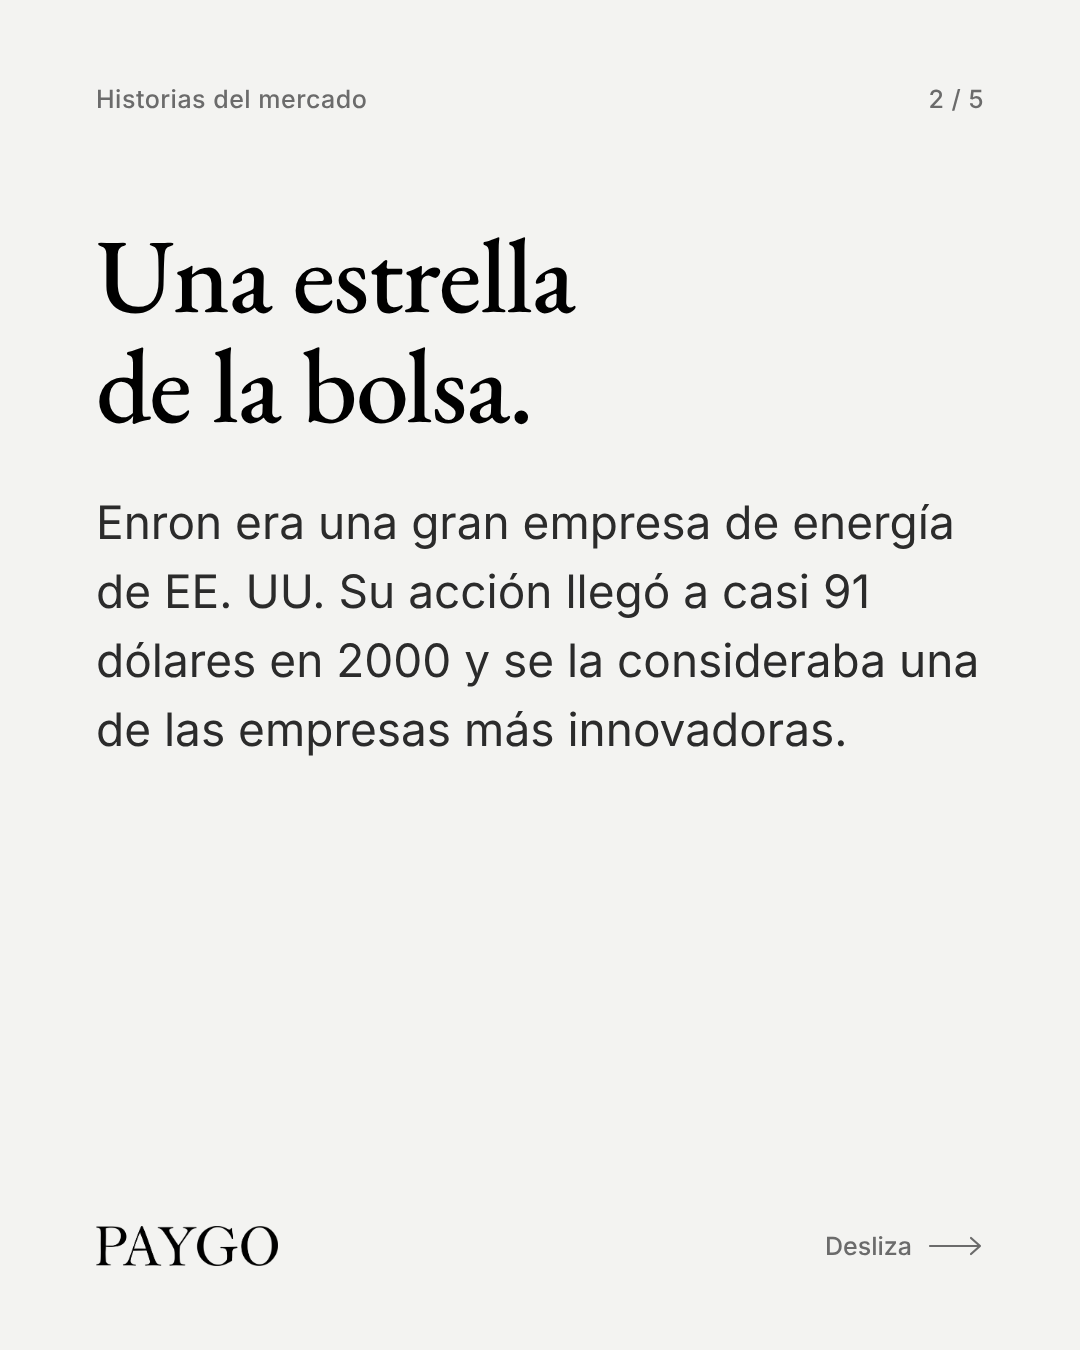 Historias del mercado
2 / 5
Una estrella
de la bolsa.
Enron era una gran empresa de energía
de EE. UU. Su acción llegó a casi 91
dólares en 2000 y se la consideraba una
de las empresas más innovadoras.
PAYGO
Desliza